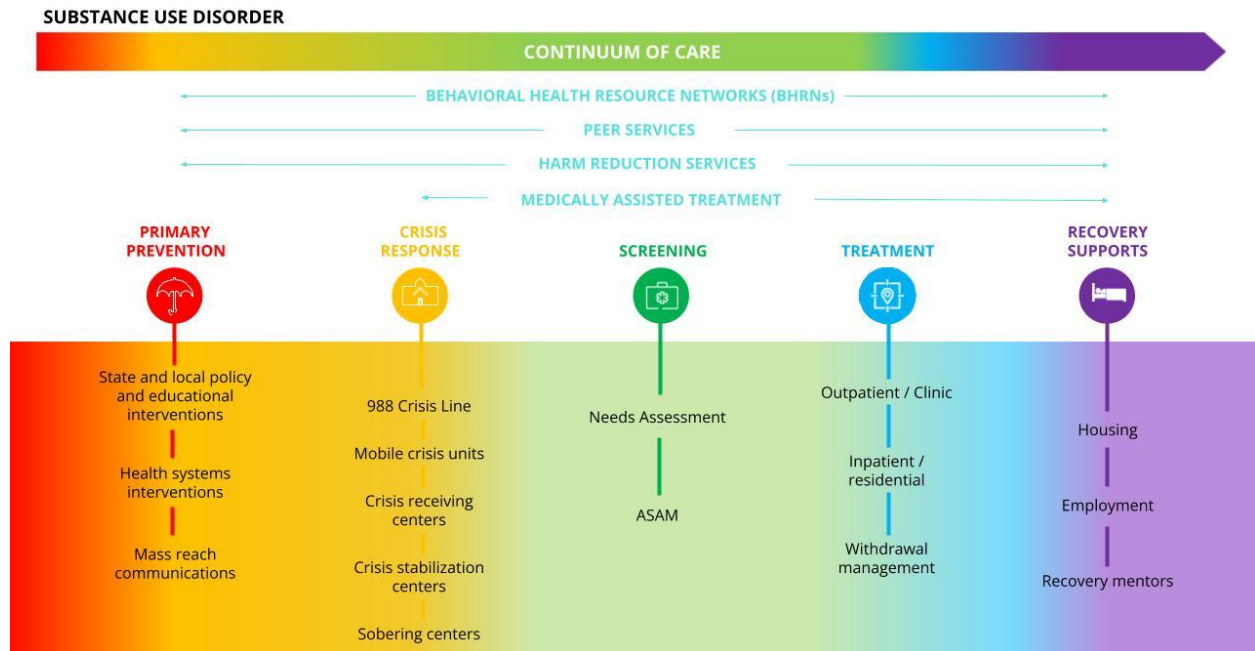 SUBSTANCE USE DISORDER
CONTINUUM OF CARE
BEHAVIORAL HEALTH RESOURCE NETWORKS (BHRNs)
PEER SERVICES
HARM REDUCTION SERVICES
MEDICALLY ASSISTED TREATMENT
PRIMARY
PREVENTION
State and local policy
and educational
interventions
Health systems
interventions
Mass reach
communications
CRISIS
RESPONSE
988 Crisis Line
Mobile crisis units
Crisis receiving
centers
Crisis stabilization
centers
Sobering centers
SCREENING
Needs Assessment
ASAM
TREATMENT
Outpatient / Clinic
Inpatient /
residential
Withdrawal
management
RECOVERY
SUPPORTS
Housing
Employment
Recovery mentors